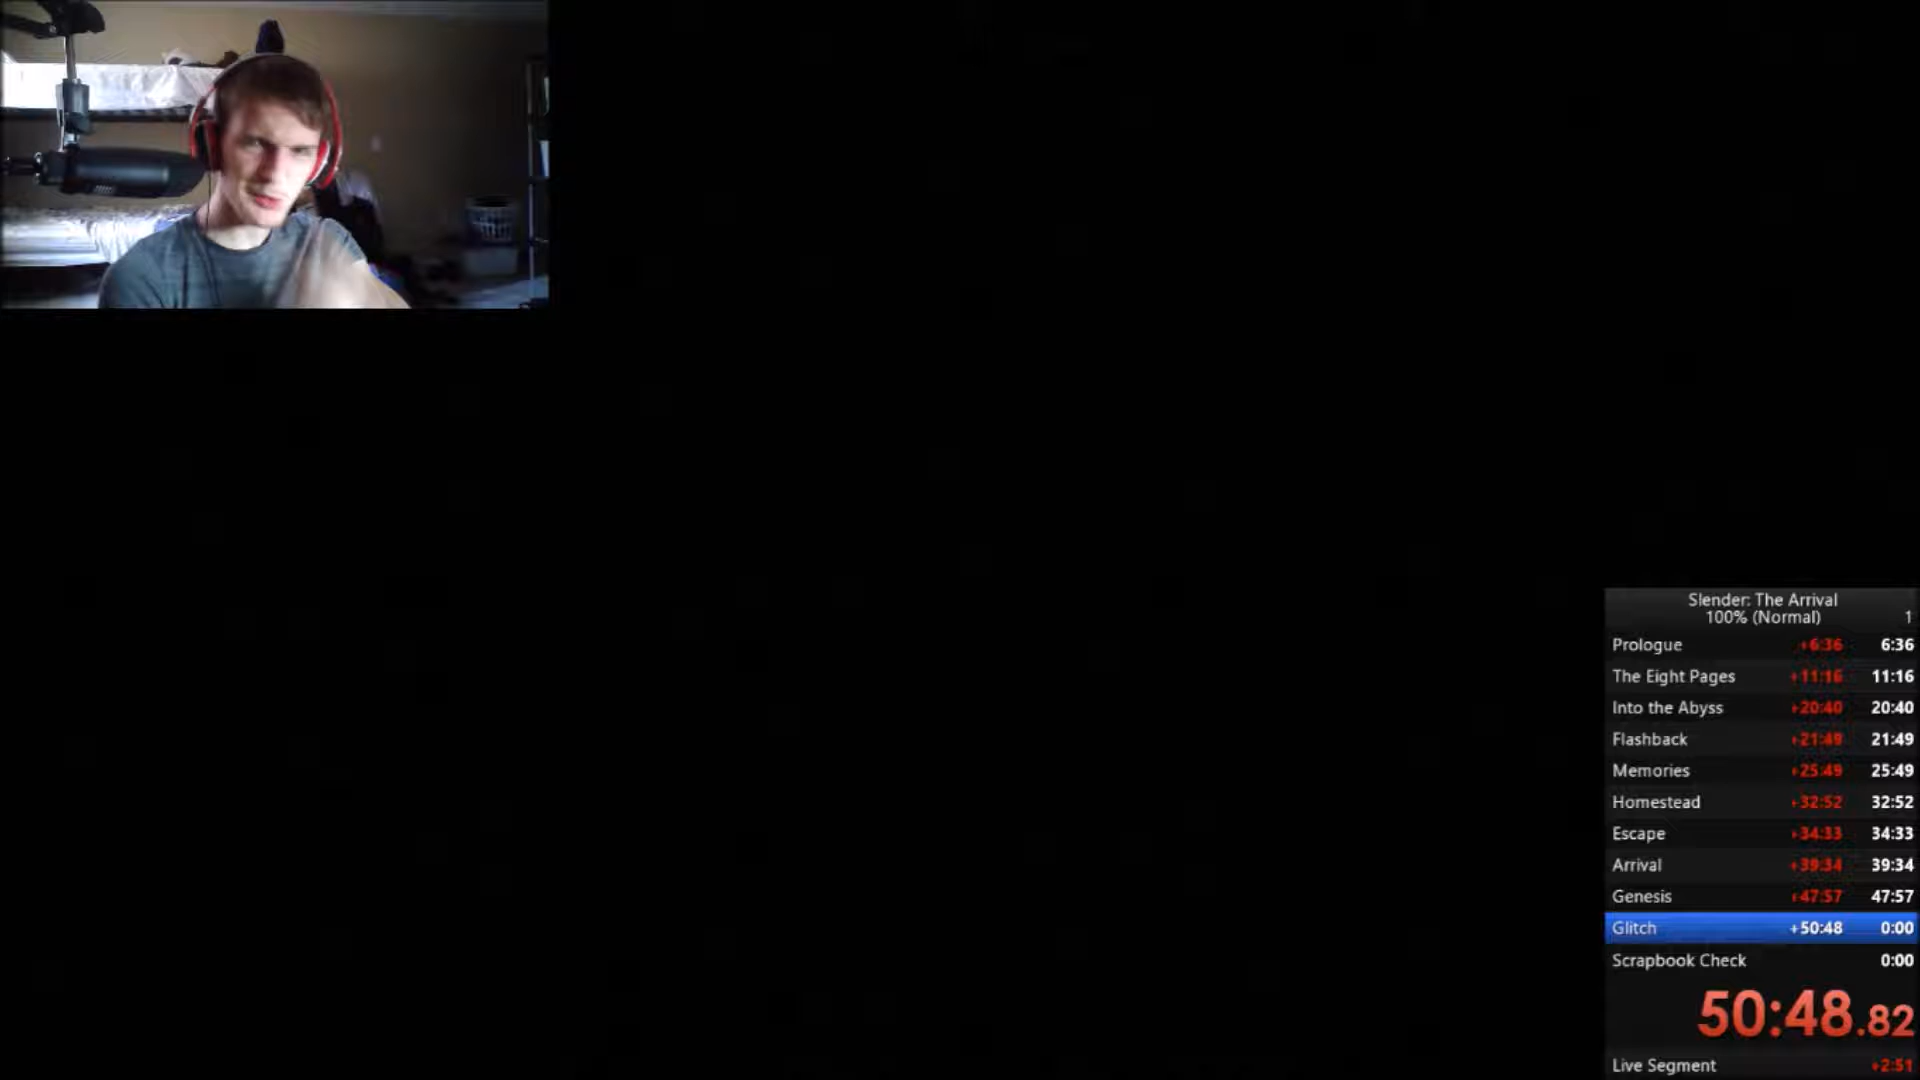 Slender: The Arrival
100% (Normal) 1
Prologue +6:36 6:36
The Eight Pages +11:16 11:16
Into the Abyss +20:40 20:40
Flashback +21:49 21:49
Memories +25:49 25:49
Homestead +32:52 32:52
Escape +34:33 34:33
Arrival +39:34 39:34
Genesis +47:57 47:57
Glitch +50:48 0:00
Scrapbook Check 0:00
50:48.82
Live Segment +2:51